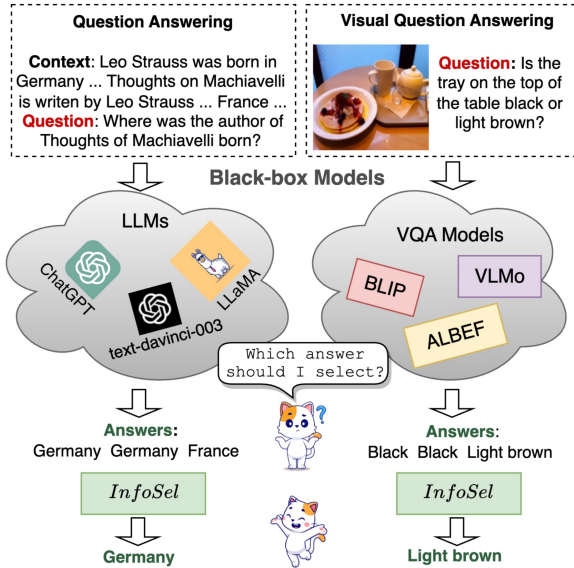 Question Answering
Context: Leo Strauss was born in
Germany ... Thoughts on Machiavelli
is writen by Leo Strauss ... France ...
Question: Where was the author of
Thoughts of Machiavelli born?
Visual Question Answering
Question: Is the
tray on the top of
the table black or
light brown?
Black-box Models
LLMs
ChatGPT
text-davinci-003
LLaMA
VQA Models
BLIP
VLMo
ALBEF
Which answer
should I select?
?
Answers:
Germany Germany France
InfoSel
Germany
Answers:
Black Black Light brown
InfoSel
Light brown